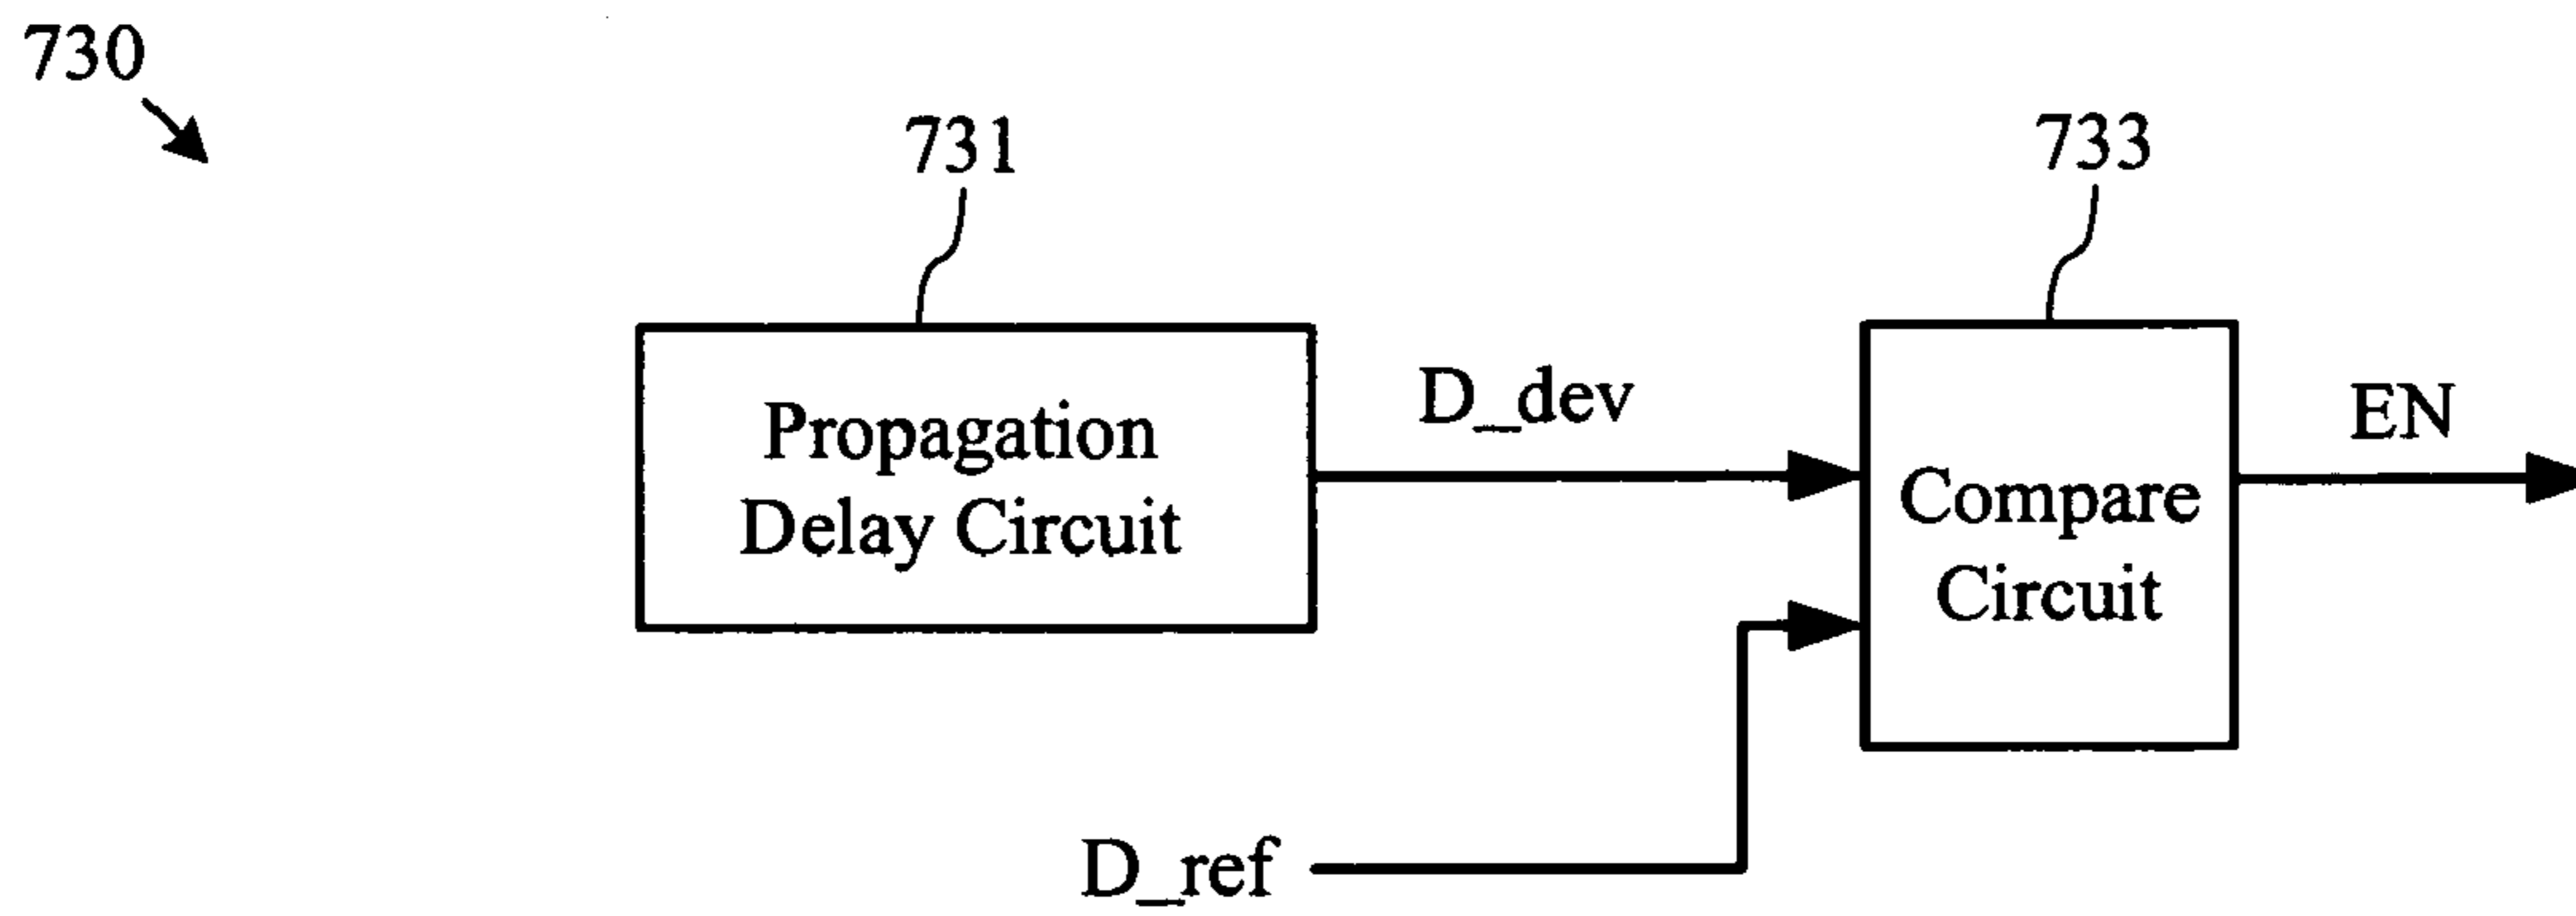 730
731
733
Propagation
Delay Circuit
D_dev
Compare
Circuit
EN
D_ref